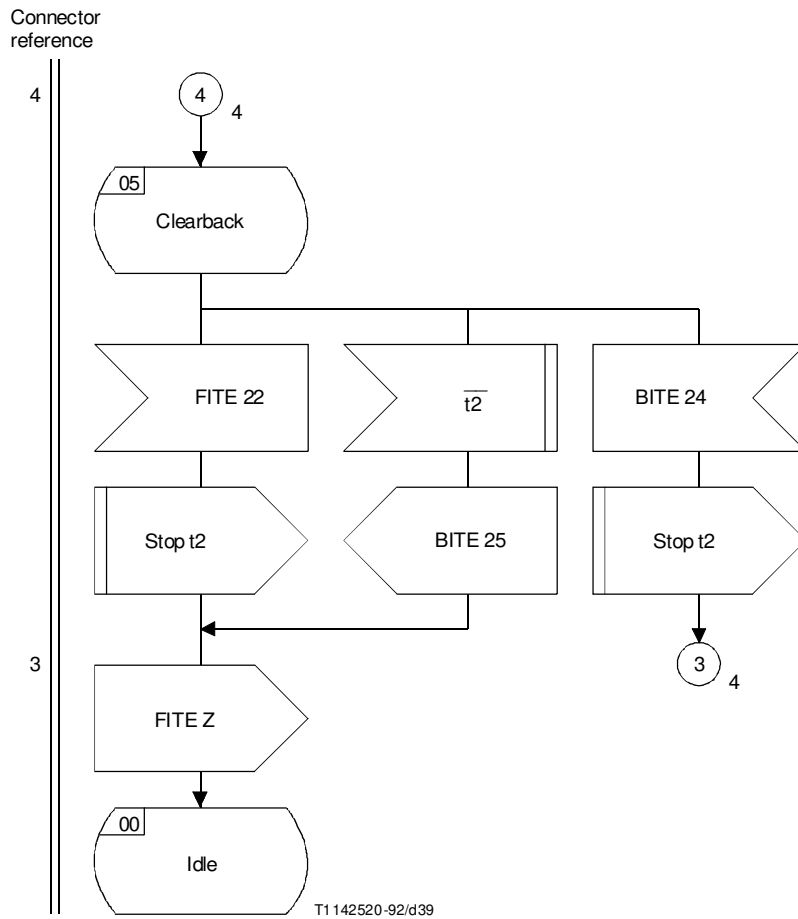 Connector
reference
4
4
4
05
Clearback
FITE 22
t2
BITE 24
Stop t2
BITE 25
Stop t2
3
3
4
FITE Z
00
Idle
T1142520-92/d39